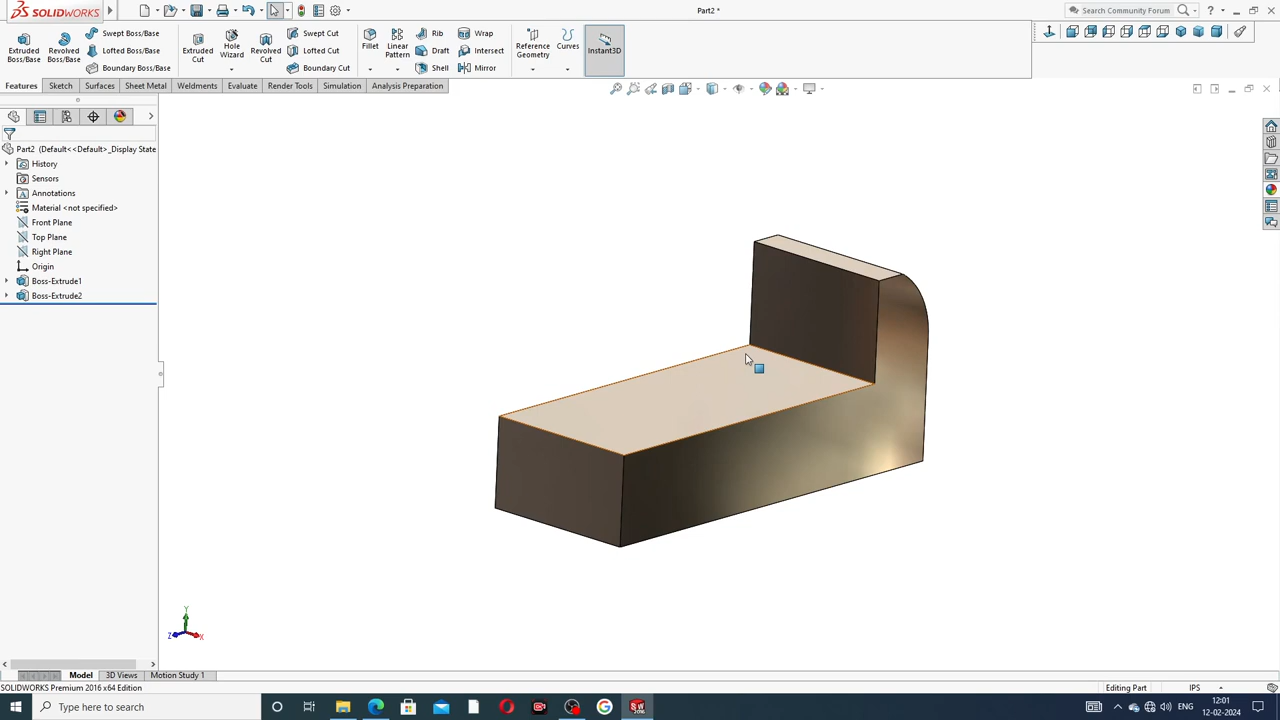 SOLIDWORKS
Part2 *
Search Community Forum
Extruded Boss/Base
Revolved Boss/Base
Swept Boss/Base
Lofted Boss/Base
Boundary Boss/Base
Extruded Cut
Hole Wizard
Revolved Cut
Swept Cut
Lofted Cut
Boundary Cut
Fillet
Linear Pattern
Rib
Draft
Shell
Wrap
Intersect
Mirror
Reference Geometry
Curves
Instant3D
Features Sketch Surfaces Sheet Metal Weldments Evaluate Render Tools Simulation Analysis Preparation
Part2 (Default<<Default>_Display State
History
Sensors
Annotations
Material <not specified>
Front Plane
Top Plane
Right Plane
Origin
Boss-Extrude1
Boss-Extrude2
Y
Z X
Model 3D Views Motion Study 1
SOLIDWORKS Premium 2016 x64 Edition
Editing Part IPS
Type here to search
ENG
12:01
12-02-2024